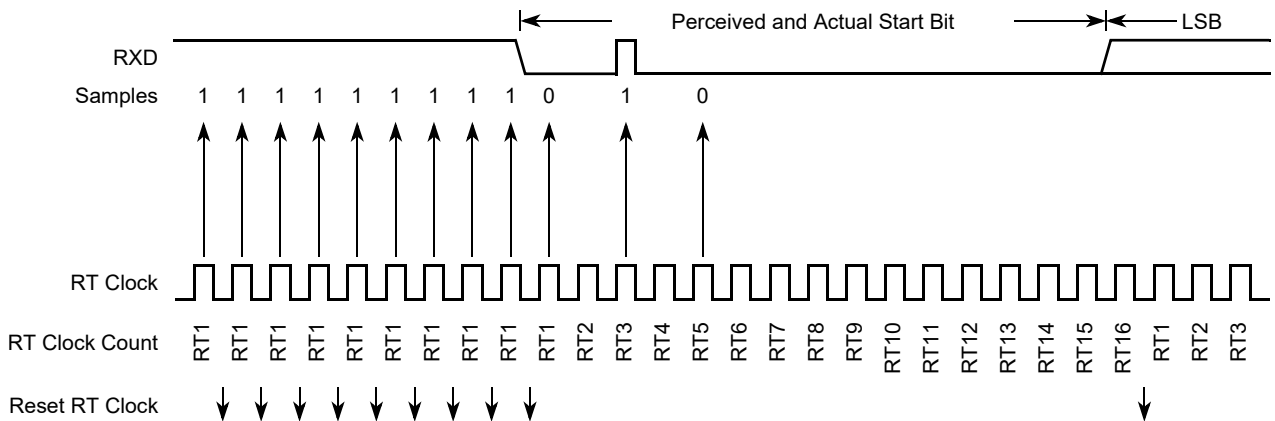 Perceived and Actual Start Bit LSB
RXD
Samples 1 1 1 1 1 1 1 1 1 0 1 0
RT Clock
RT Clock Count RT1 RT1 RT1 RT1 RT1 RT1 RT1 RT1 RT1 RT1 RT2 RT3 RT4 RT5 RT6 RT7 RT8 RT9 RT10 RT11 RT12 RT13 RT14 RT15 RT16 RT1 RT2 RT3
Reset RT Clock